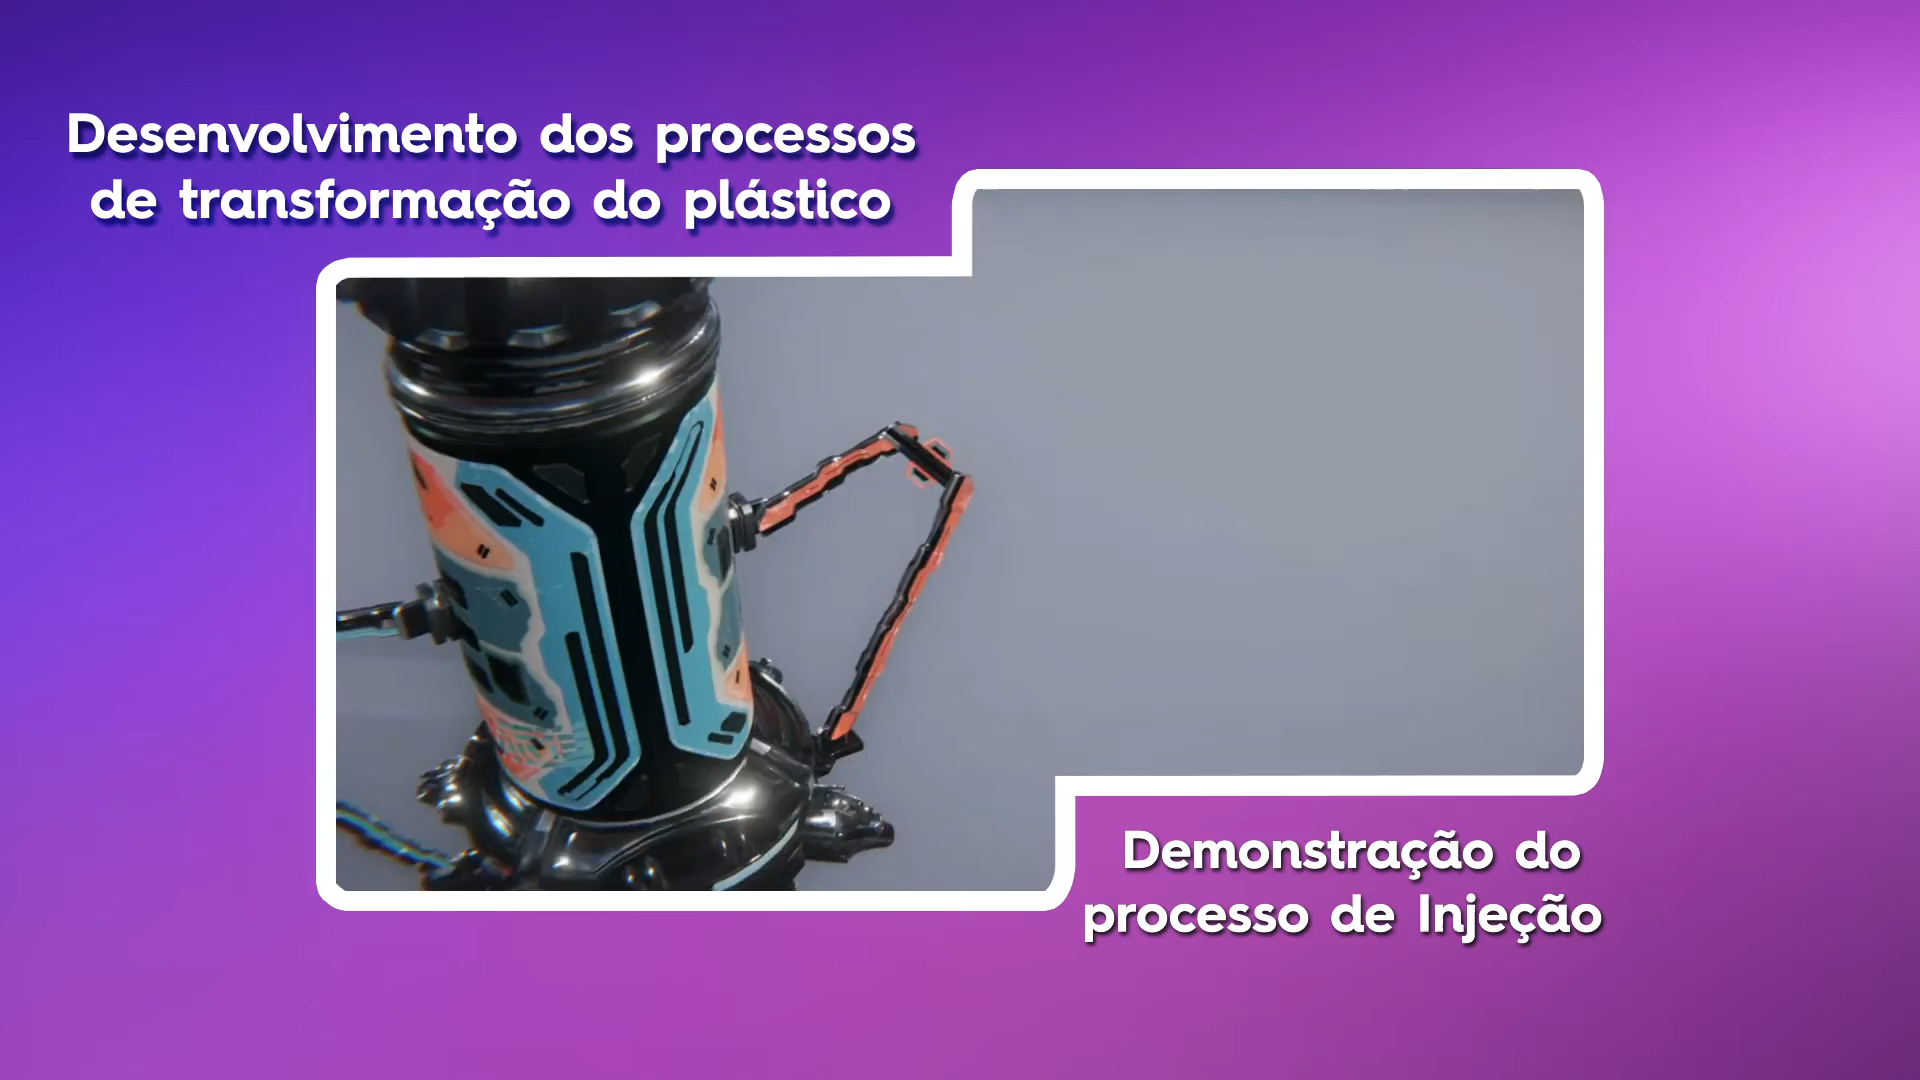 Desenvolvimento dos processos
de transformação do plástico
Demonstração do
processo de Injeção